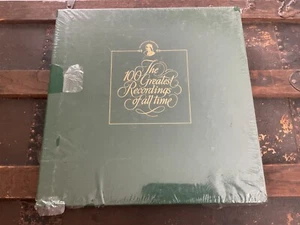 The
100 Greatest
Recordings
of all time